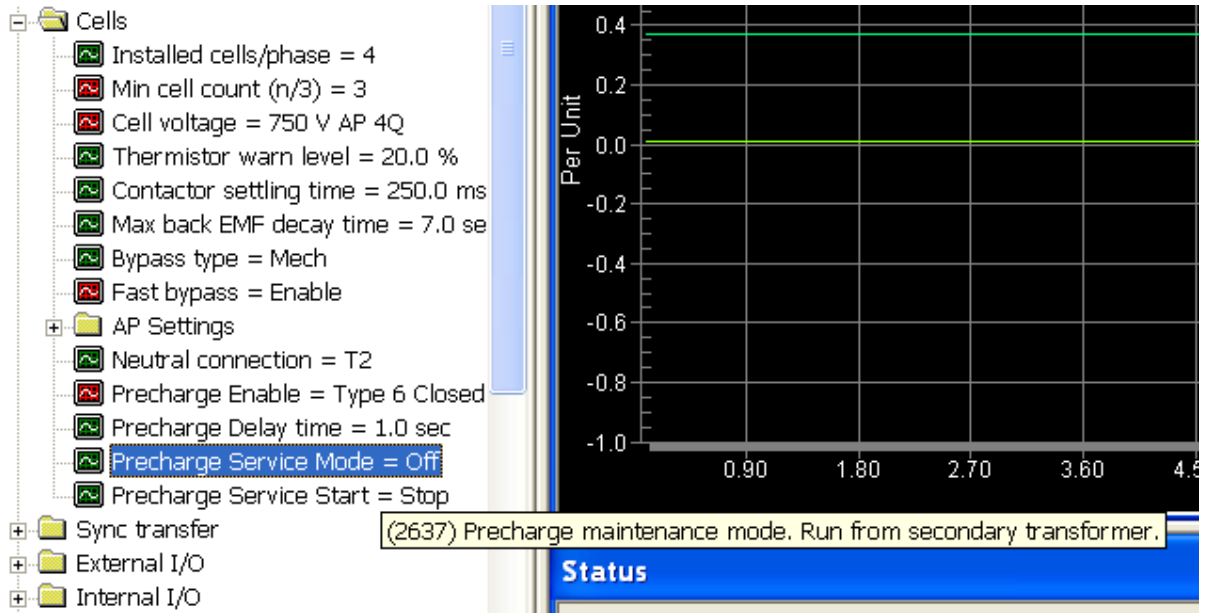 Cells
Installed cells/phase = 4
Min cell count (n/3) = 3
Cell voltage = 750 V AP 4Q
Thermistor warn level = 20.0 %
Contactor settling time = 250.0 ms
Max back EMF decay time = 7.0 se
Bypass type = Mech
Fast bypass = Enable
AP Settings
Neutral connection = T2
Precharge Enable = Type 6 Closed
Precharge Delay time = 1.0 sec
Precharge Service Mode = Off
Precharge Service Start = Stop
(2637) Precharge maintenance mode. Run from secondary transformer.
Sync transfer
External I/O
Internal I/O
Per Unit
0.4
0.2
0.0
-0.2
-0.4
-0.6
-0.8
-1.0
0.90 1.80 2.70 3.60 4.5
Status